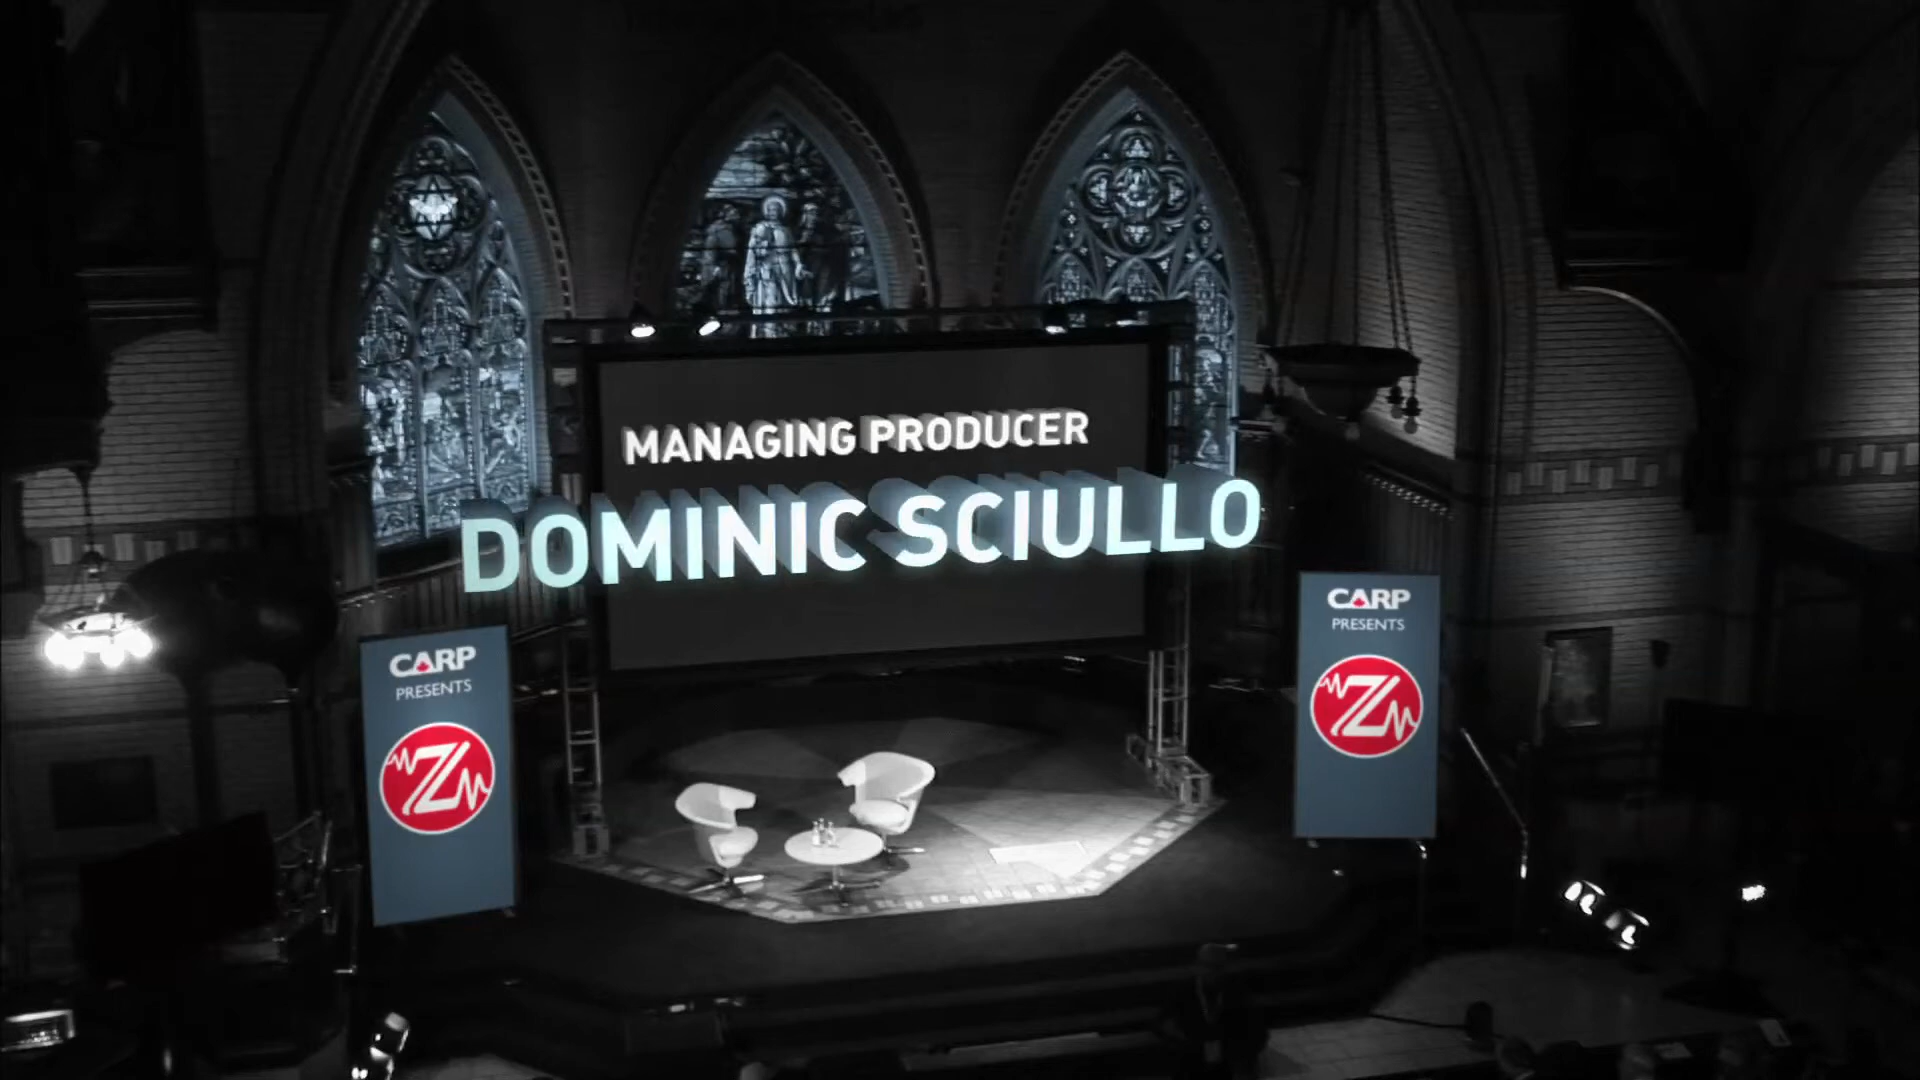 MANAGING PRODUCER
DOMINIC SCIULLO
CARP
PRESENTS
Z
CARP
PRESENTS
Z